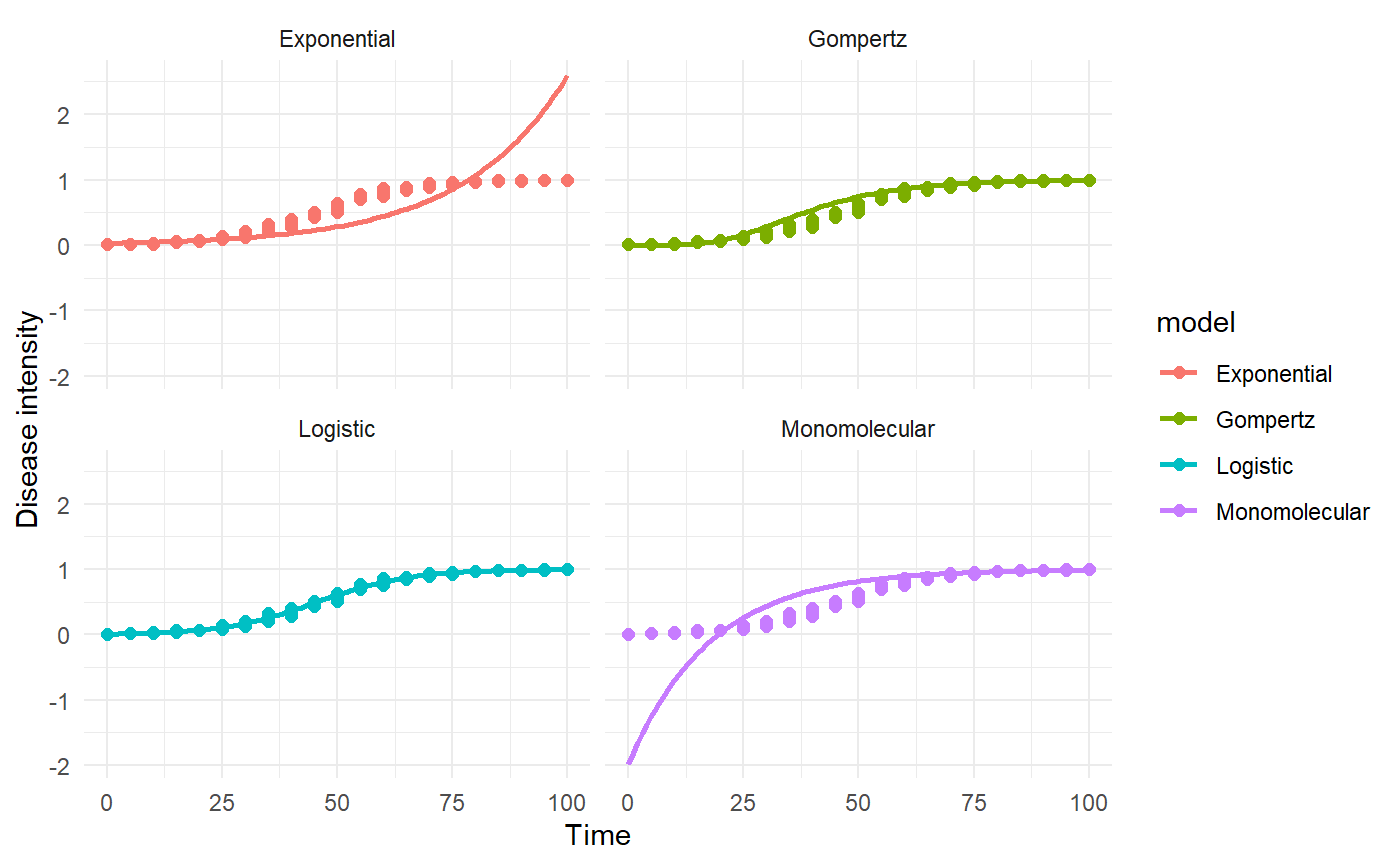 Exponential
Gompertz
2
1
0
-1
-2
Logistic
Monomolecular
2
1
0
-1
-2
0 25 50 75 100 0 25 50 75 100
Time
Disease intensity
model
Exponential
Gompertz
Logistic
Monomolecular